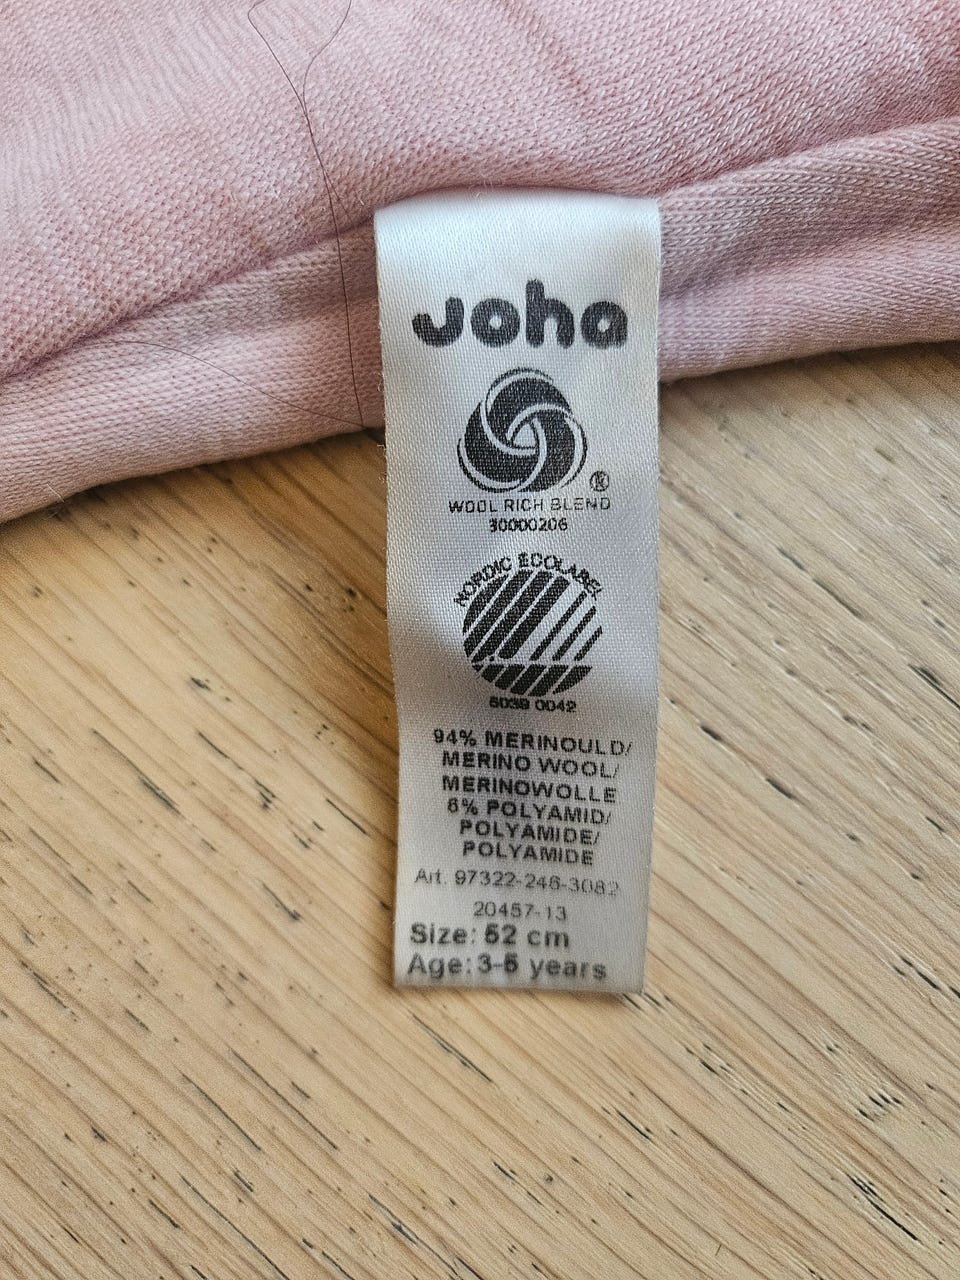 Joha
®
WOOL RICH BLEND
30000206
NORDIC ECOLABEL
5039 0042
94% MERINOULD/
MERINO WOOL/
MERINOWOLLE
6% POLYAMID/
POLYAMIDE/
POLYAMIDE
Art. 97322-246-3082
20457-13
Size: 52 cm
Age: 3-5 years